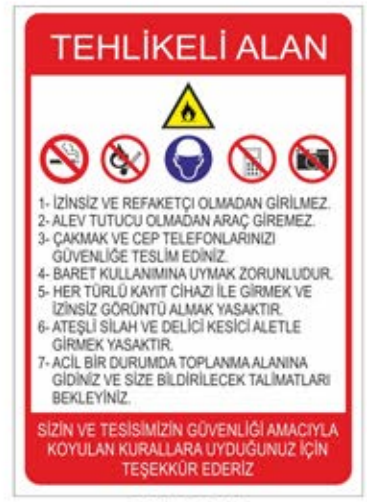 TEHLİKELİ ALAN
1- İZİNSİZ VE REFAKETÇI OLMADAN GİRİLMEZ.
2- ALEV TUTUCU OLMADAN ARAÇ GİREMEZ.
3- ÇAKMAK VE CEP TELEFONLARINIZI
GÜVENLİĞE TESLİM EDİNİZ.
4- BARET KULLANIMINA UYMAK ZORUNLUDUR.
5- HER TÜRLÜ KAYIT CİHAZI İLE GİRMEK VE
İZİNSİZ GÖRÜNTÜ ALMAK YASAKTIR.
6- ATEŞLİ SİLAH VE DELİCİ KESİCİ ALETLE
GİRMEK YASAKTIR.
7- ACİL BİR DURUMDA TOPLANMA ALANINA
GİDİNİZ VE SİZE BİLDİRİLECEK TALİMATLARI
BEKLEYİNİZ.
SİZİN VE TESİSİMİZİN GÜVENLİĞİ AMACIYLA
KOYULAN KURALLARA UYDUĞUNUZ İÇİN
TEŞEKKÜR EDERİZ